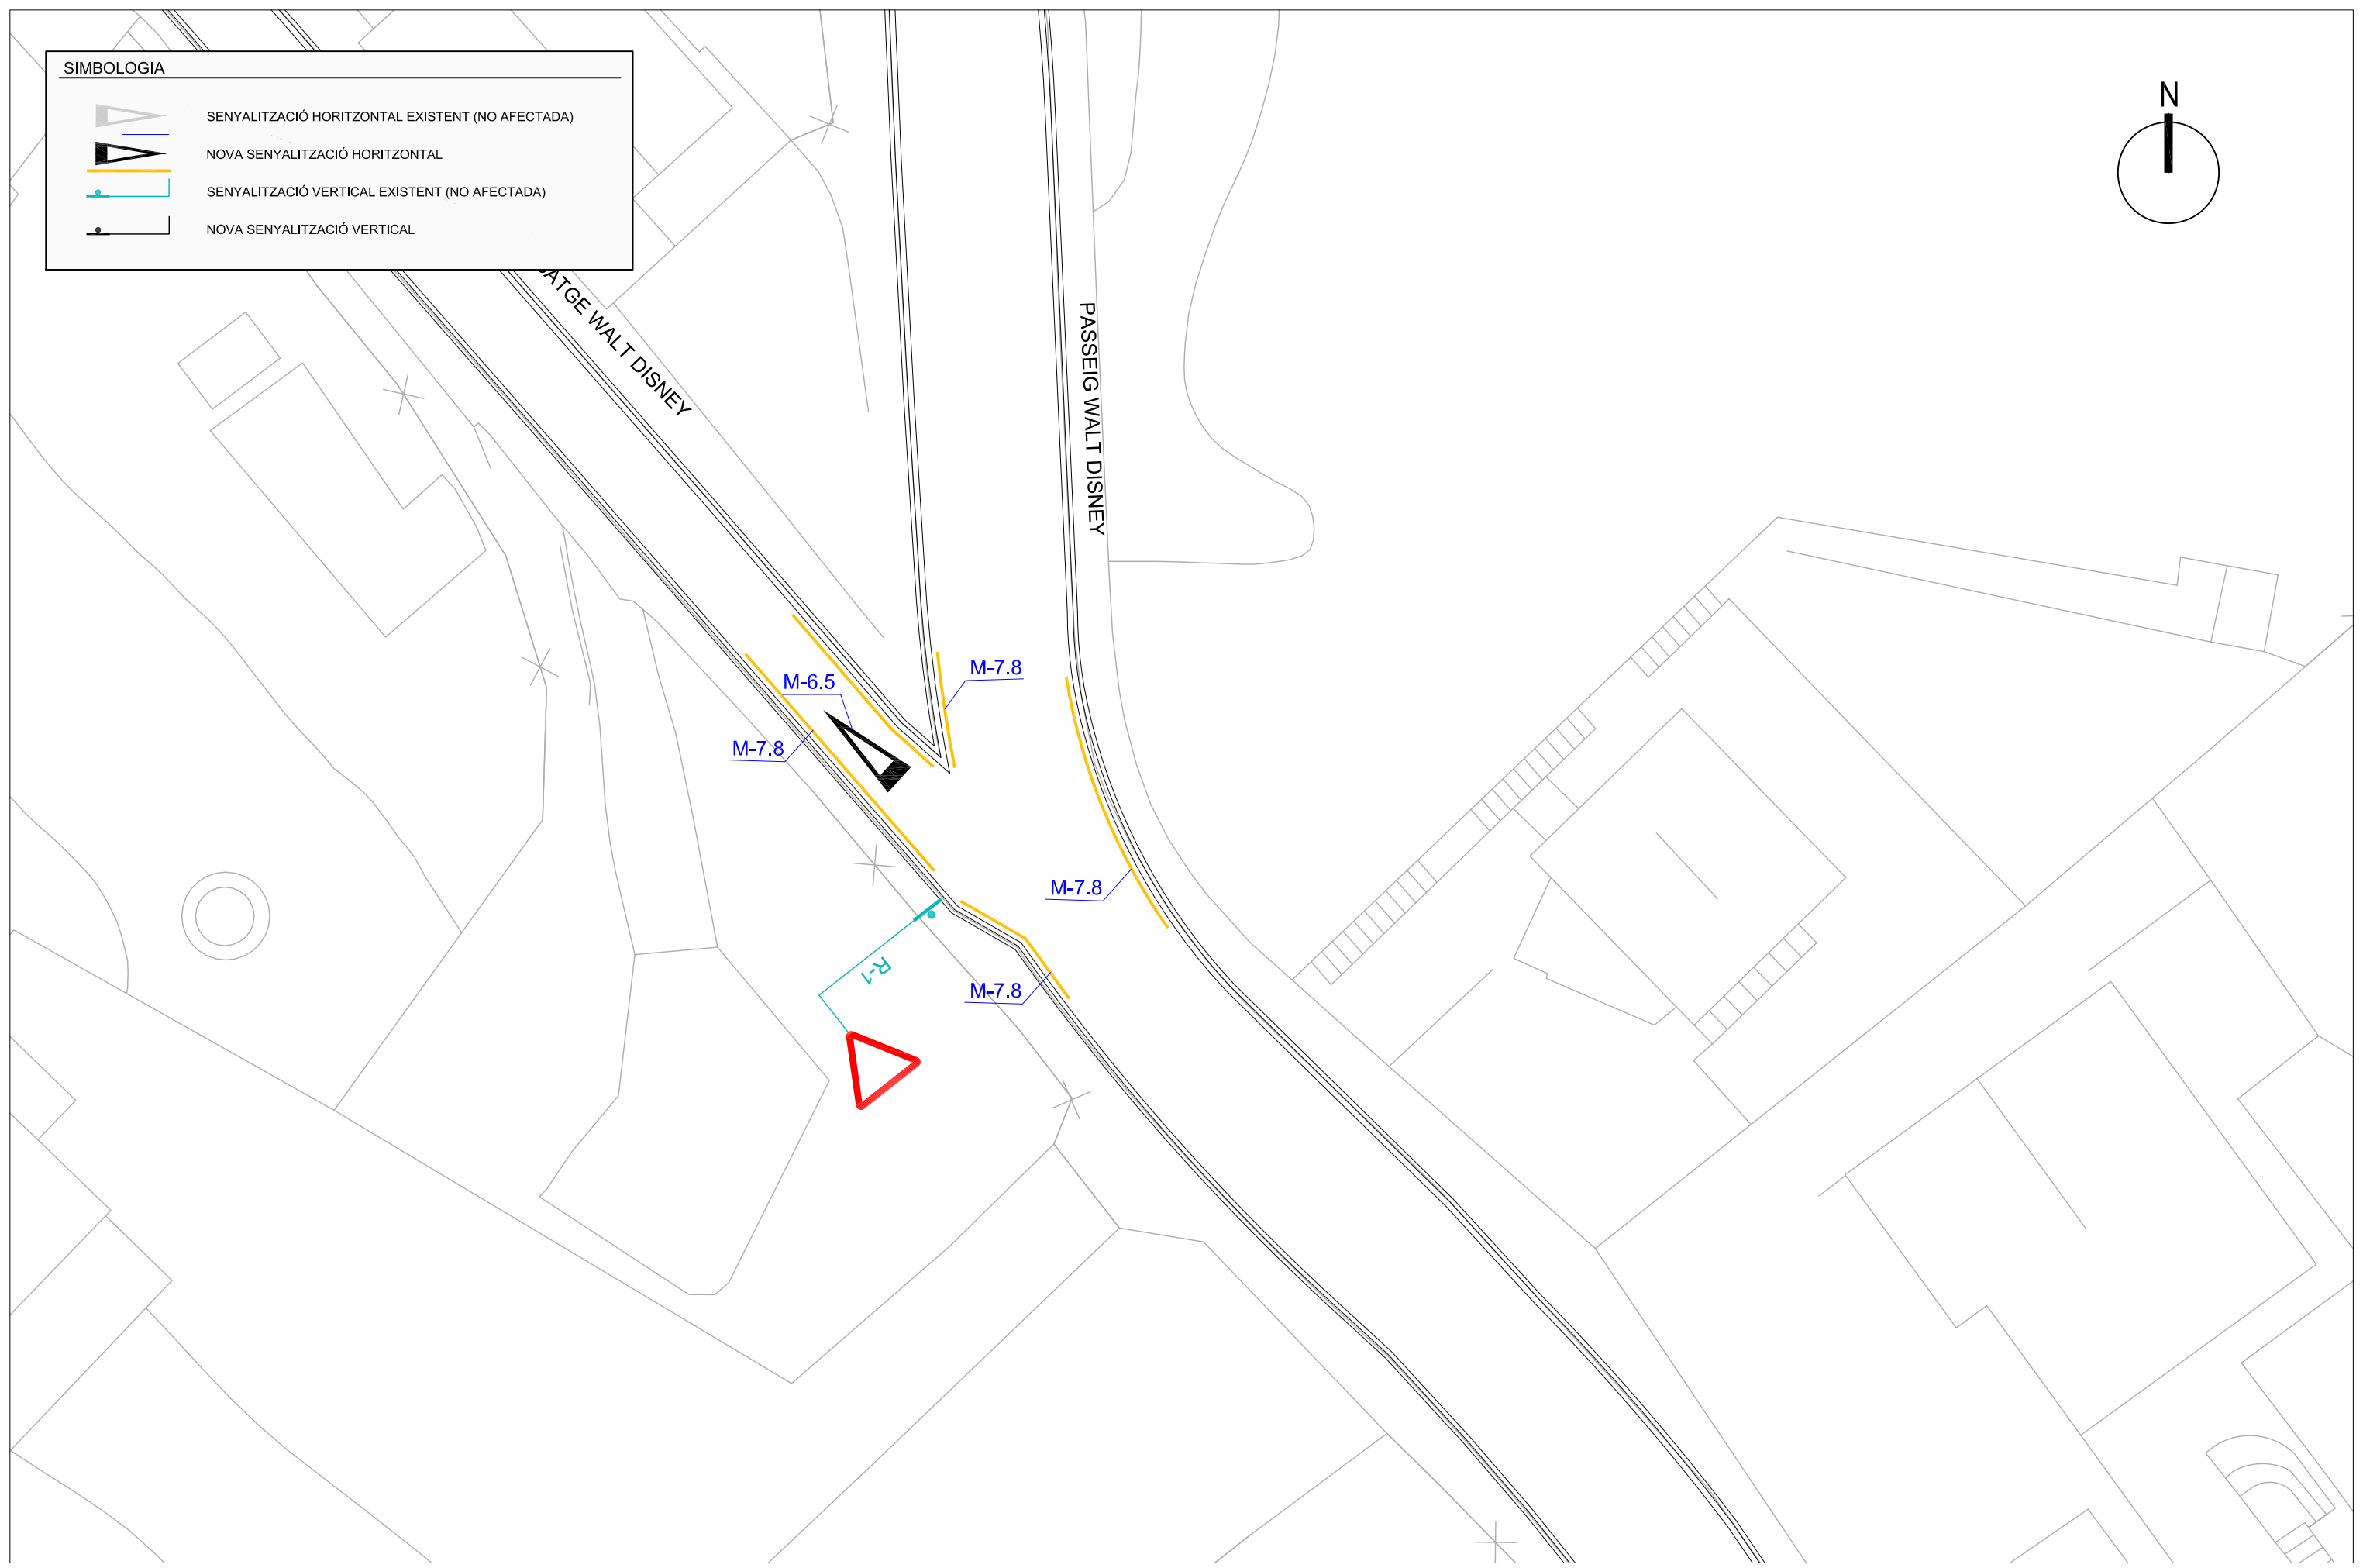 SIMBOLOGIA
SENYALITZACIÓ HORITZONTAL EXISTENT (NO AFECTADA)
NOVA SENYALITZACIÓ HORITZONTAL
SENYALITZACIÓ VERTICAL EXISTENT (NO AFECTADA)
NOVA SENYALITZACIÓ VERTICAL
N
WALT DISNEY
PASSEIG WALT DISNEY
M-7.8
M-6.5
M-7.8
M-7.8
R-1
M-7.8